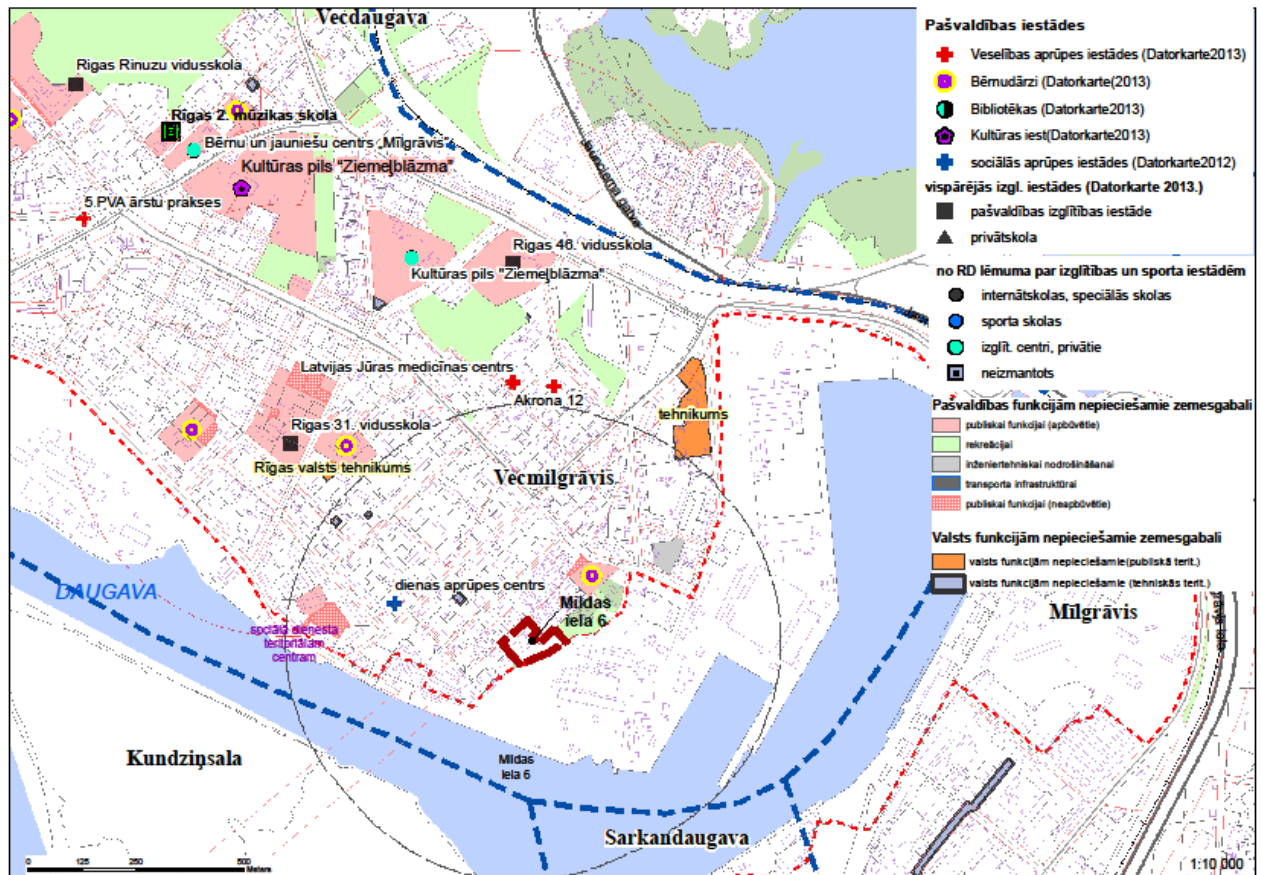 Vecdaugava
Rigas Rinuzu vidusskola
Rīgas 2. mūzikas skola
Bērnu un jauniešu centrs „Mīlgrāvis"
Kultūras pils "Ziemeļblāzma"
5.PVA ārstu prakses
Jaunciema gatve
Rigas 46. vidusskola
Kultūras pils "Ziemeļblāzma"
Latvijas Jūras medicīnas centrs
Akrona 12
tehnikums
Rigas 31. vidusskola
Rīgas valsts tehnikums
Vecmilgrāvis
DAUGAVA
dienas aprūpes centrs
Mildas
iela 6
sociālā dienesta
teritoriālam
centram
Kundziņsala
Mildas
iela 6
Sarkandaugava
Mīlgrāvis
0 125 250 500
Meters
1:10 000
Pašvaldības iestādes
Veselības aprūpes iestādes (Datorkarte2013)
Bērnudārzi (Datorkarte(2013)
Bibliotēkas (Datorkarte2013)
Kultūras iest(Datorkarte2013)
sociālās aprūpes iestādes (Datorkarte2012)
vispārējās izgl. iestādes (Datorkarte 2013.)
pašvaldības izglītības iestāde
privātskola
no RD lēmuma par izglītības un sporta iestādēm
internātskolas, speciālās skolas
sporta skolas
izglīt. centri, privātie
neizmantots
Pašvaldības funkcijām nepieciešamie zemesgabali
publiskai funkcijai (apbūvētie)
rekreācijai
inženiertehniskai nodrošināšanai
transporta infrastruktūrai
publiskai funkcijai (neapbūvētie)
Valsts funkcijām nepieciešamie zemesgabali
valsts funkcijām nepieciešamie(publiskā terit.)
valsts funkcijām nepieciešamie (tehniskās terit.)